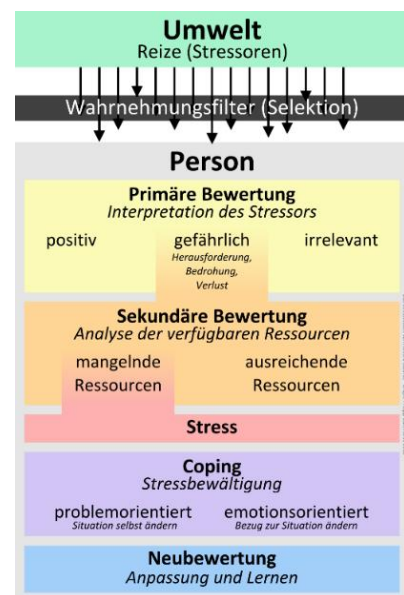 Umwelt
Reize (Stressoren)
Wahrnehmungsfilter (Selektion)
Person
Primäre Bewertung
Interpretation des Stressors
positiv gefährlich irrelevant
Herausforderung,
Bedrohung,
Verlust
Sekundäre Bewertung
Analyse der verfügbaren Ressourcen
mangelnde ausreichende
Ressourcen Ressourcen
Stress
Coping
Stressbewältigung
problemorientiert emotionsorientiert
Situation selbst ändern Bezug zur Situation ändern
Neubewertung
Anpassung und Lernen